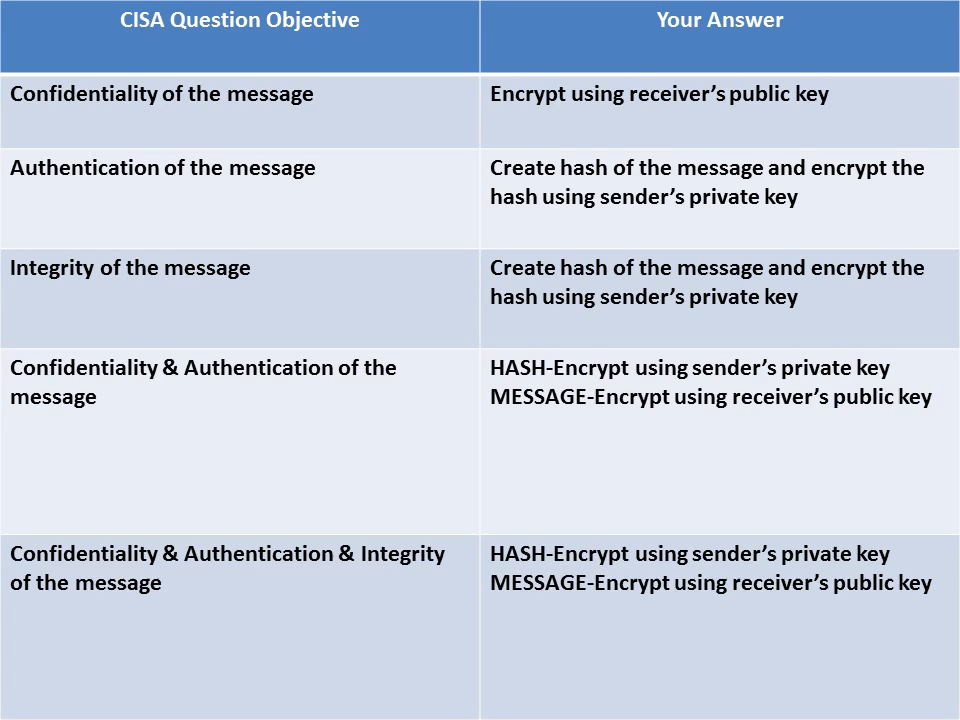 CISA Question Objective
Your Answer
Confidentiality of the message
Encrypt using receiver’s public key
Authentication of the message
Create hash of the message and encrypt the
hash using sender’s private key
Integrity of the message
Create hash of the message and encrypt the
hash using sender’s private key
Confidentiality & Authentication of the
message
HASH-Encrypt using sender’s private key
MESSAGE-Encrypt using receiver’s public key
Confidentiality & Authentication & Integrity
of the message
HASH-Encrypt using sender’s private key
MESSAGE-Encrypt using receiver’s public key